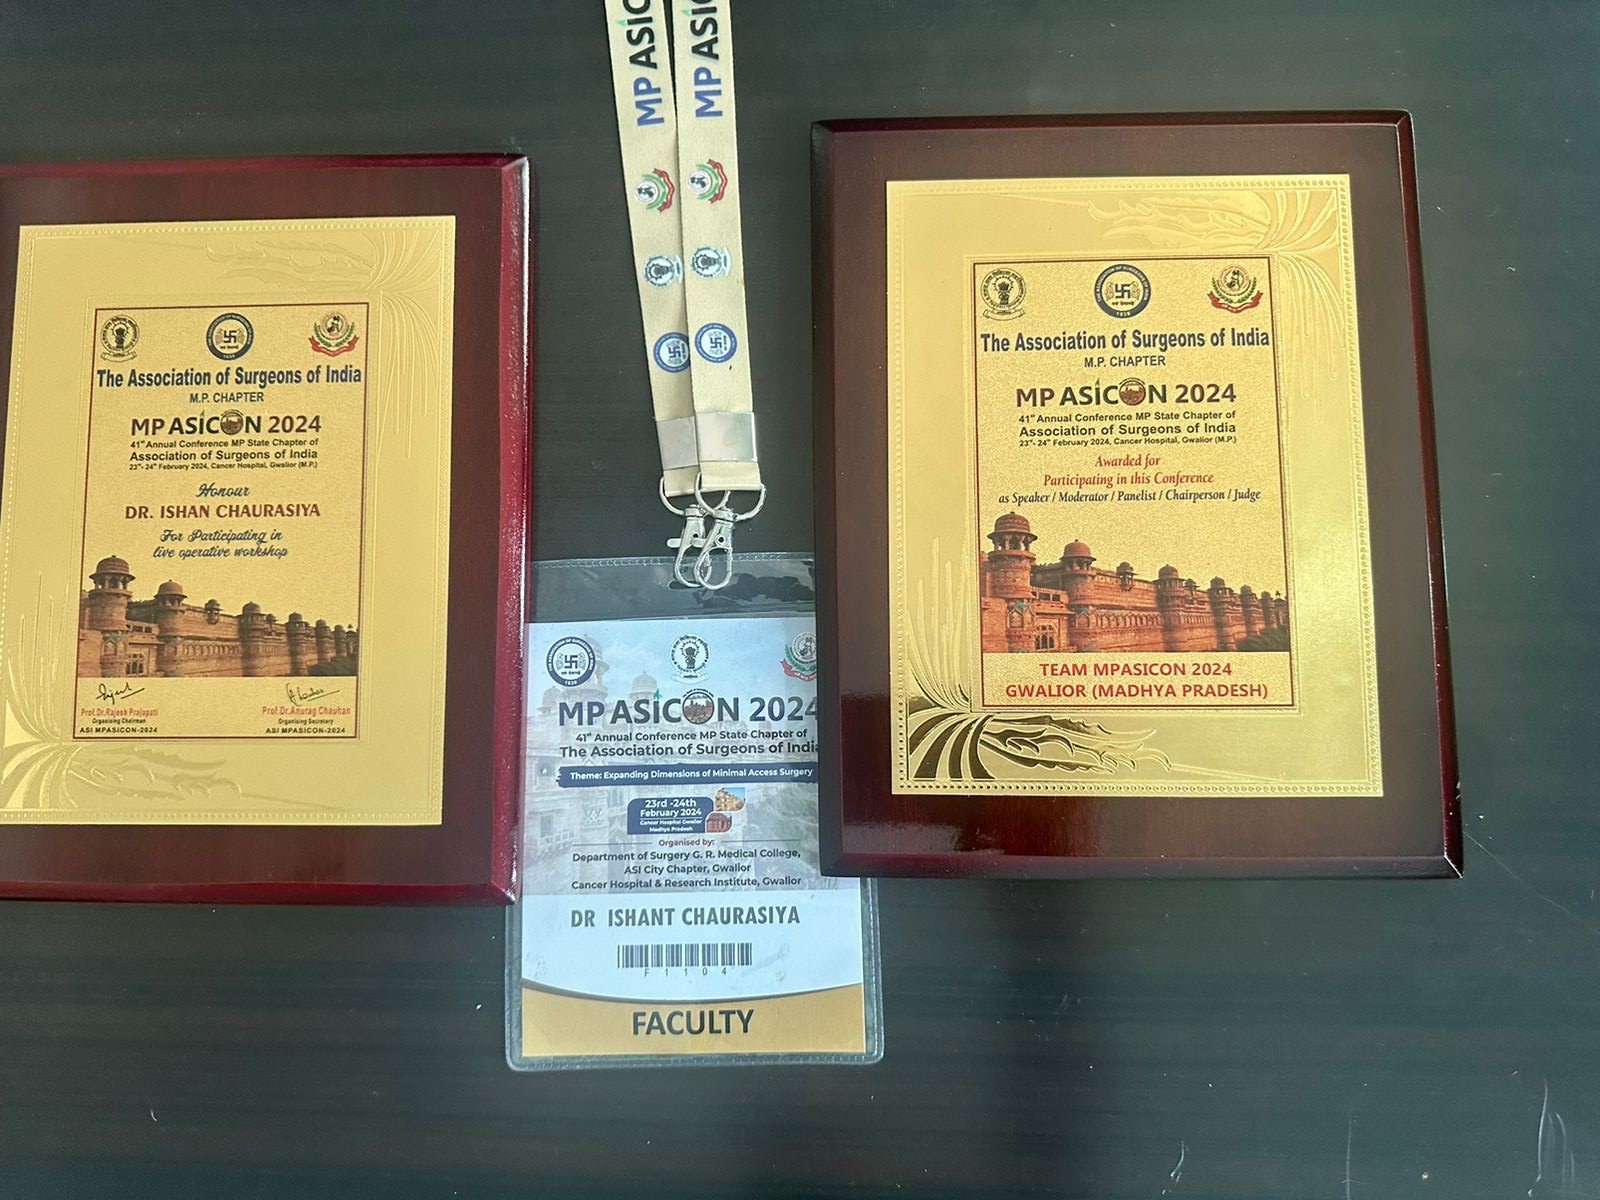 The Association of Surgeons of India
M.P. CHAPTER
MP ASICON 2024
41st Annual Conference MP State Chapter of
Association of Surgeons of India
23rd- 24th February 2024, Cancer Hospital, Gwalior (M.P.)
Honour
DR. ISHAN CHAURASIYA
For Participating in
live operative workshop
Prof.Dr.Rajesh Prajapati
Organising Chairman
ASI MPASICON-2024
Prof.Dr.Anurag Chauhan
Organising Secretary
ASI MPASICON-2024
MP ASIC
MP ASIC
MP ASICON 2024
41st Annual Conference MP State Chapter of
The Association of Surgeons of India
Theme: Expanding Dimensions of Minimal Access Surgery
23rd -24th
February 2024
Cancer Hospital Gwalior
Madhya Pradesh
Organised by:
Department of Surgery G. R. Medical College,
ASI City Chapter, Gwalior
Cancer Hospital & Research Institute, Gwalior
DR ISHANT CHAURASIYA
F1104
FACULTY
The Association of Surgeons of India
M.P. CHAPTER
MP ASICON 2024
41st Annual Conference MP State Chapter of
Association of Surgeons of India
23rd- 24th February 2024, Cancer Hospital, Gwalior (M.P.)
Awarded for
Participating in this Conference
as Speaker / Moderator / Panelist / Chairperson / Judge
TEAM MPASICON 2024
GWALIOR (MADHYA PRADESH)